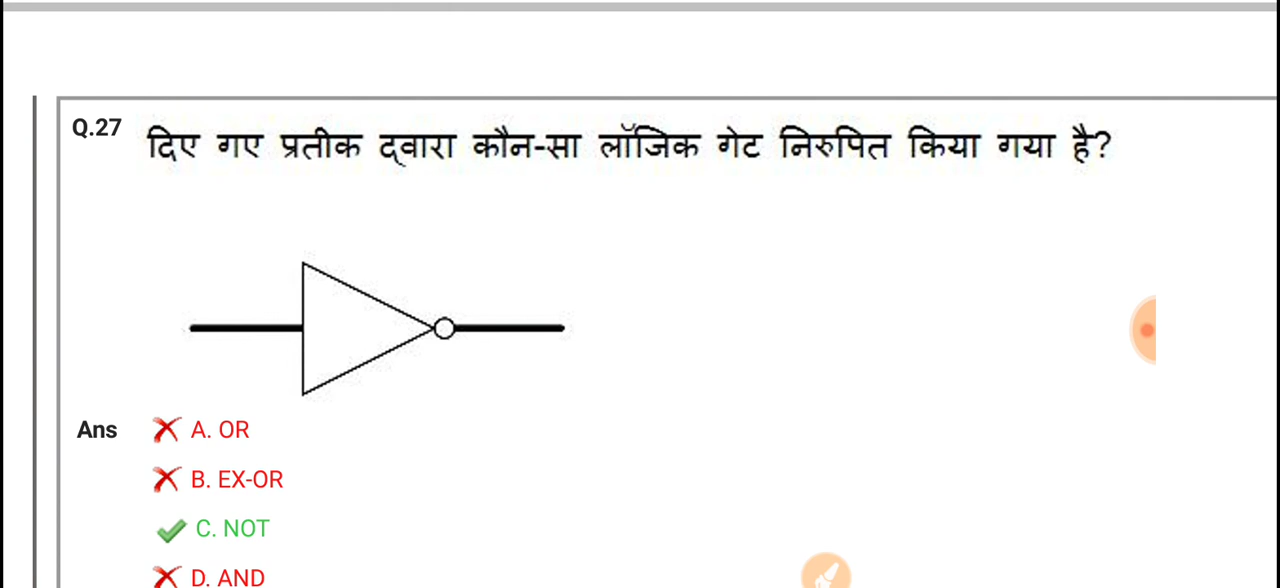 Q.27 दिए गए प्रतीक द्वारा कौन-सा लॉजिक गेट निरुपित किया गया है?
Ans A. OR
B. EX-OR
C. NOT
D. AND